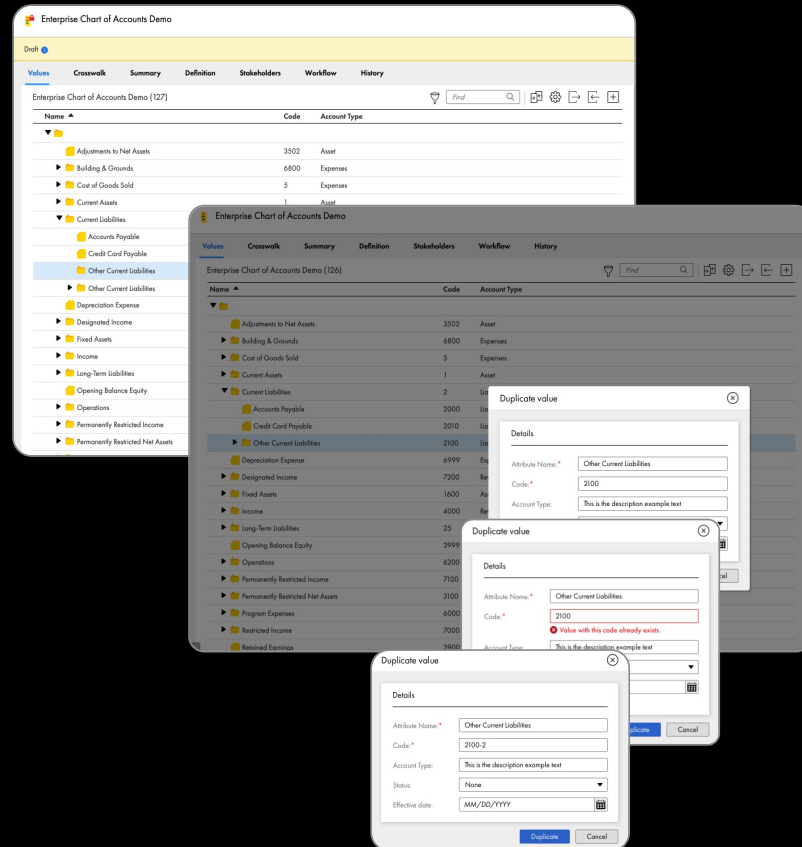 Enterprise Chart of Accounts Demo
Draft
Values Crosswalk Summary Definition Stakeholders Workflow History
Enterprise Chart of Accounts Demo (127) Find
Name Code Account Type
Adjustments to Net Assets 3502 Asset
Building & Grounds 6800 Expenses
Cost of Goods Sold 5 Expenses
Current Assets 1 Asset
Current Liabilities
Accounts Payable
Credit Card Payable
Other Current Liabilities
Other Current Liabilities
Depreciation Expense
Designated Income
Fixed Assets
Income
Long-Term Liabilities
Opening Balance Equity
Operations
Permanently Restricted Income
Permanently Restricted Net Assets
Enterprise Chart of Accounts Demo
Values Crosswalk Summary Definition Stakeholders Workflow History
Enterprise Chart of Accounts Demo (126) Find
Name Code Account Type
Adjustments to Net Assets 3502 Asset
Building & Grounds 6800 Expenses
Cost of Goods Sold 5 Expenses
Current Assets 1 Asset
Current Liabilities 2
Accounts Payable 2000
Credit Card Payable 2010
Other Current Liabilities 2100
Depreciation Expense 6999
Designated Income 7200
Fixed Assets 1600
Income 4000
Long-Term Liabilities 25
Opening Balance Equity 3999
Operations 6200
Permanently Restricted Income 7100
Permanently Restricted Net Assets 3100
Program Expenses 6000
Restricted Income 7000
Retained Earnings 3900
Duplicate value
Details
Attribute Name:* Other Current Liabilities
Code:* 2100
Account Type: This is the description example text
Duplicate value
Details
Attribute Name:* Other Current Liabilities
Code:* 2100
Value with this code already exists.
Account Type: This is the description example text
Cancel
Duplicate value
Details
Attribute Name:* Other Current Liabilities
Code:* 2100-2
Account Type: This is the description example text
Status: None
Effective date: MM/DD/YYYY
Duplicate Cancel